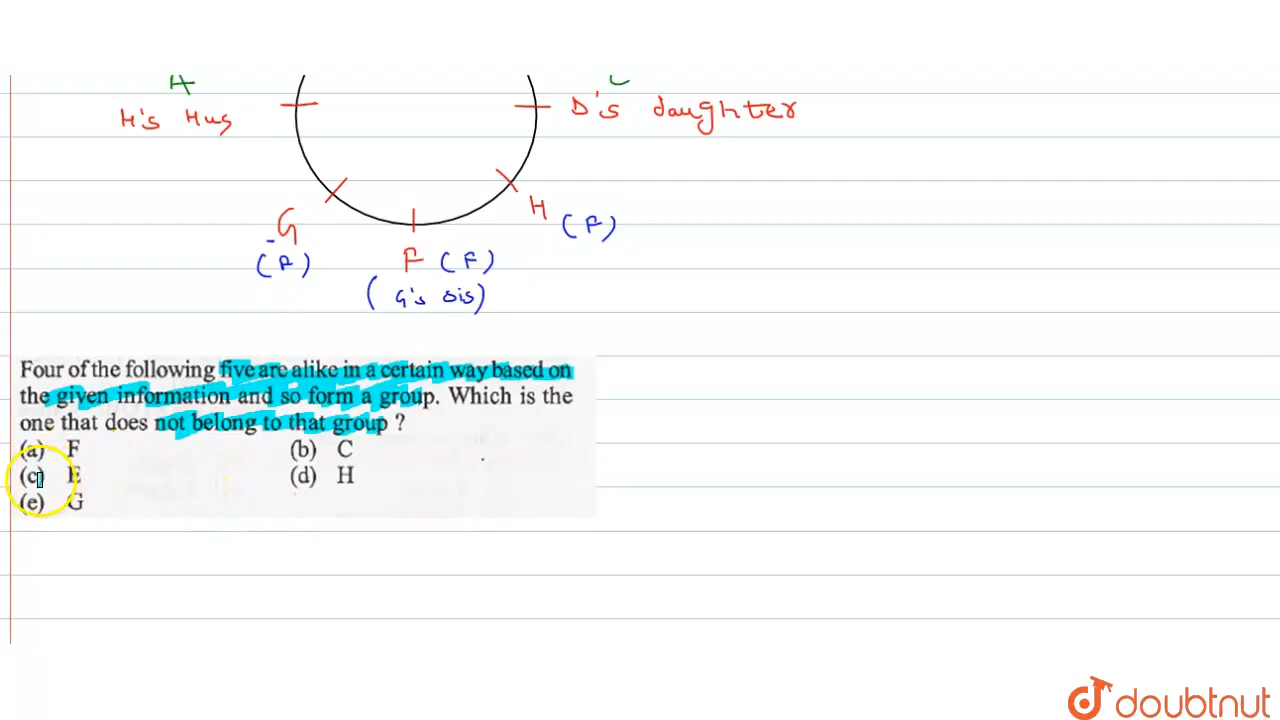 A
H's Hus
D's daughter
H
(F)
G
(F)
F (F)
(G's sis)
Four of the following five are alike in a certain way based on
the given information and so form a group. Which is the
one that does not belong to that group ?
(a) F (b) C
(c) E (d) H
(e) G
doubtnut